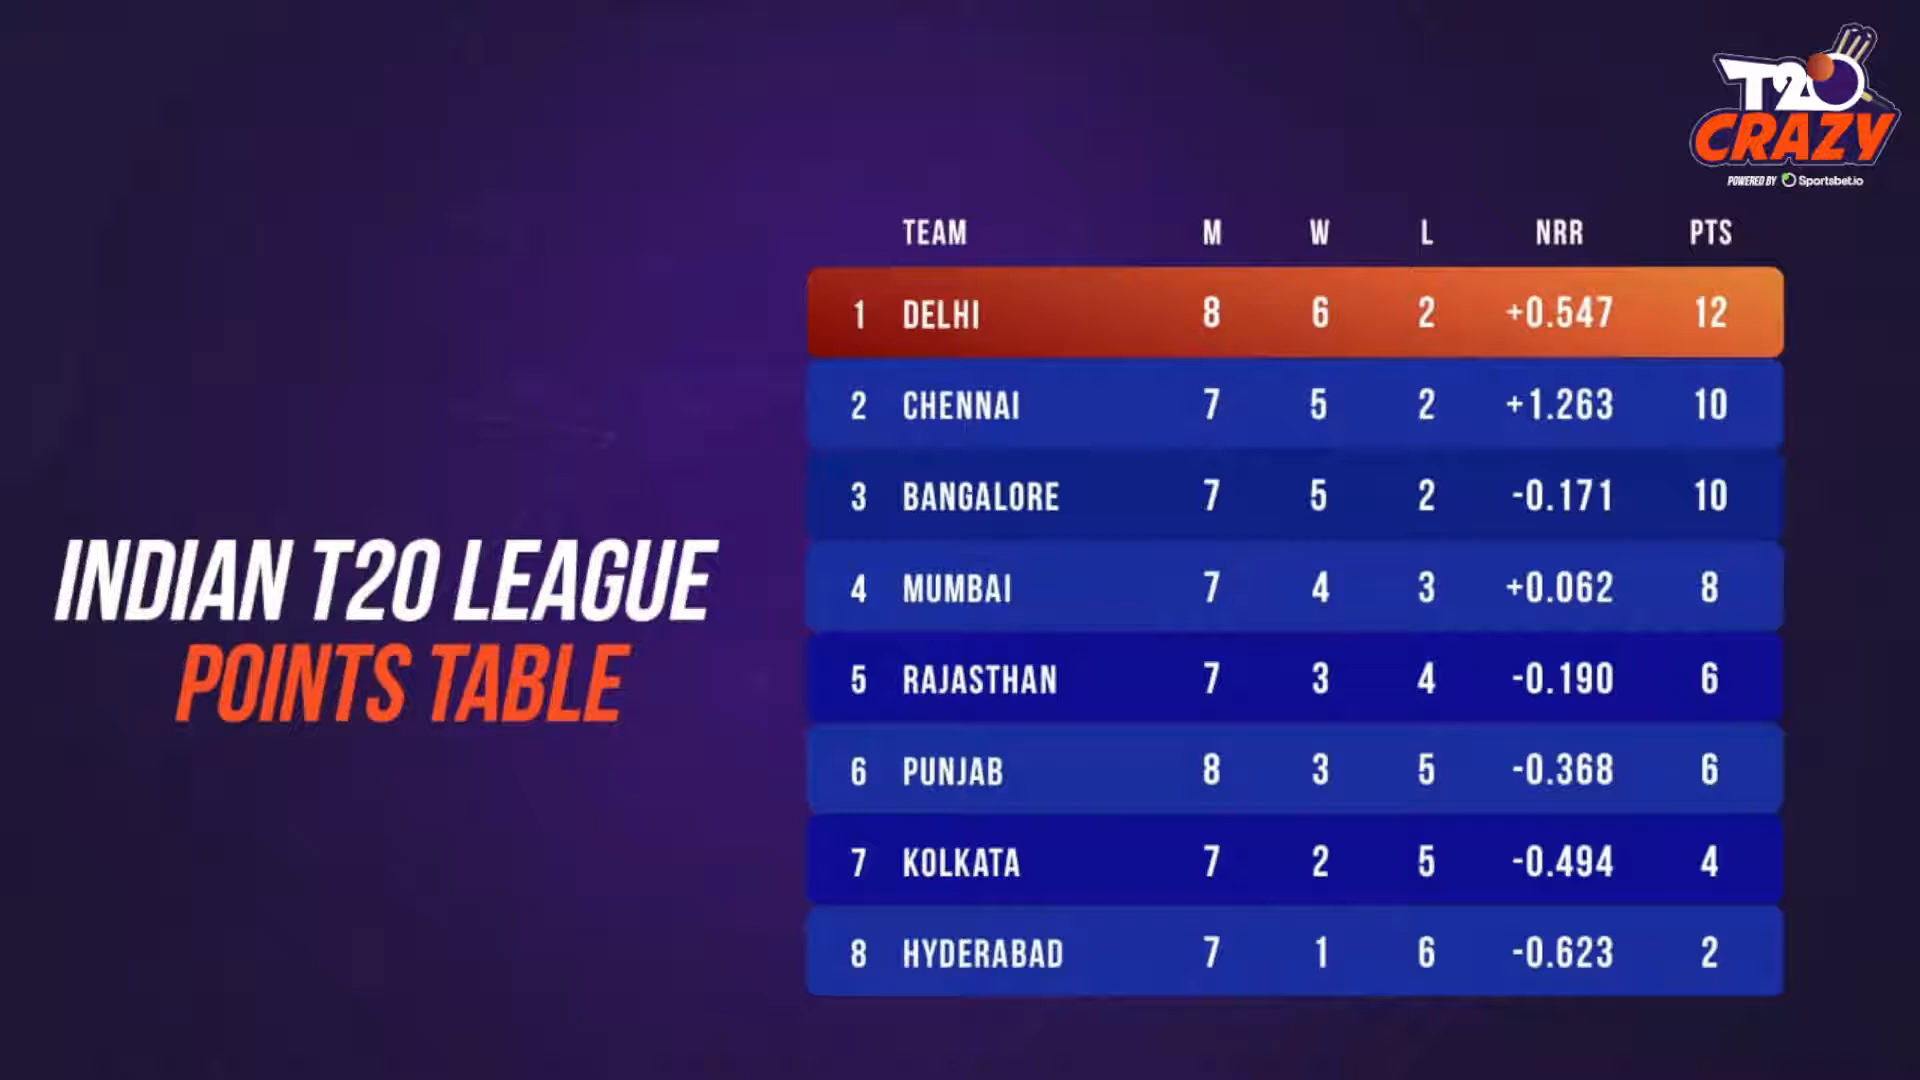 T20
CRAZY
POWERED BY Sportsbet.io
TEAM M W L NRR PTS
1 DELHI 8 6 2 +0.547 12
2 CHENNAI 7 5 2 +1.263 10
3 BANGALORE 7 5 2 -0.171 10
4 MUMBAI 7 4 3 +0.062 8
5 RAJASTHAN 7 3 4 -0.190 6
6 PUNJAB 8 3 5 -0.368 6
7 KOLKATA 7 2 5 -0.494 4
8 HYDERABAD 7 1 6 -0.623 2
INDIAN T20 LEAGUE
POINTS TABLE